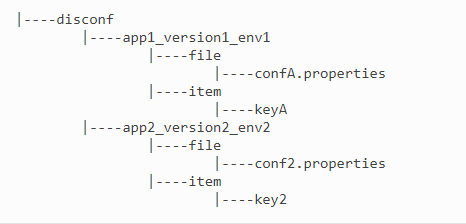 |----disconf
        |----app1_version1_env1
                |----file
                        |----confA.properties
                |----item
                        |----keyA
        |----app2_version2_env2
                |----file
                        |----conf2.properties
                |----item
                        |----key2